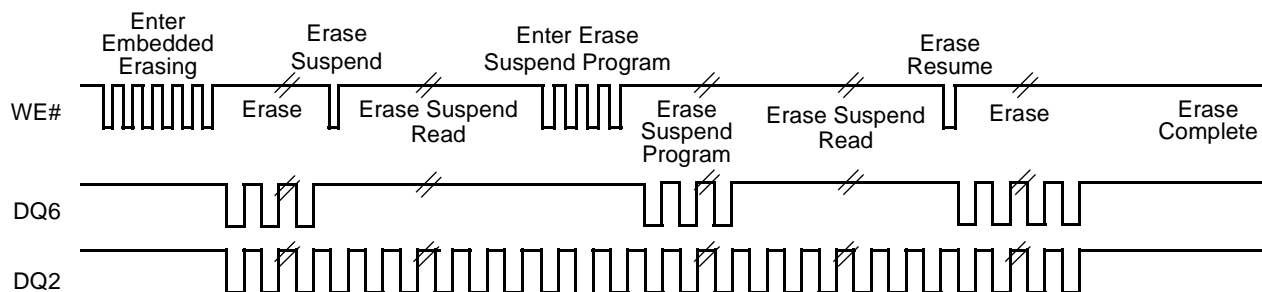 Enter
Embedded
Erasing
Erase
Suspend
Enter Erase
Suspend Program
Erase
Resume
WE#
Erase
Erase Suspend
Read
Erase
Suspend
Program
Erase Suspend
Read
Erase
Erase
Complete
DQ6
DQ2